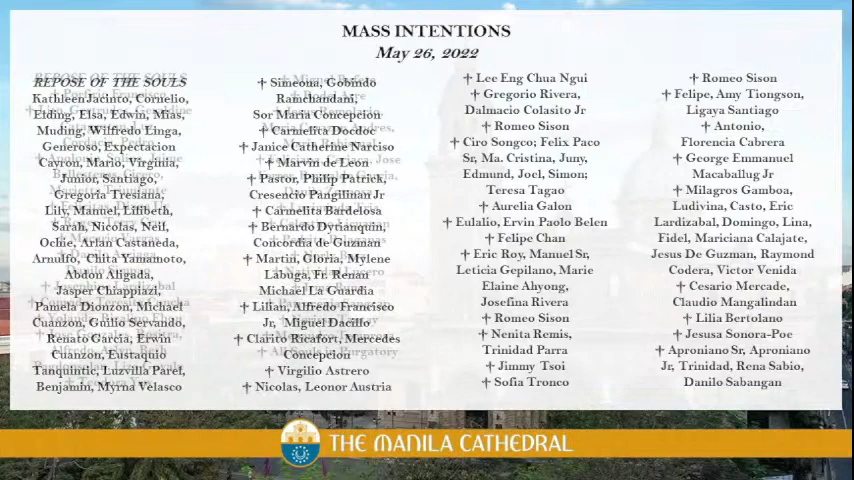 MASS INTENTIONS
May 26, 2022
REPOSE OF THE SOULS
Kathleen Jacinto, Cornelio,
Elding, Elsa, Edwin, Mias,
Muding, Wilfredo Linga,
Generoso, Expectacion
Cayron, Mario, Virginia,
Junior, Santiago,
Gregoria Tresiana,
Lily, Manuel, Lilibeth,
Sarah, Nicolas, Neil,
Ochie, Arlan Castaneda,
Arnulfo, Chita Yamamoto,
Abdon Aligada,
Jasper Chiappiazi,
Pamela Dionzon, Michael
Cuanzon, Guilio Servando,
Renato Garcia, Erwin
Cuanzon, Eustaquio
Tanquintic, Luzvilla Parel,
Benjamin, Myrna Velasco
† Simeona, Gobindo
Ramchandani,
Sor Maria Concepcion
† Carmelita Docdoc
† Janice Catherine Narciso
† Marvin de Leon
† Pastor, Philip Patrick,
Cresencio Pangilinan Jr
† Carmelita Bardelosa
† Bernardo Dytianquin,
Concordia de Guzman
† Martin, Gloria, Mylene
Labuga, Fr. Renan
Michael La Guardia
† Lilian, Alfredo Francisco
Jr, Miguel Dacillo
† Clarito Ricafort, Mercedes
Concepcion
† Virgilio Astrero
† Nicolas, Leonor Austria
† Lee Eng Chua Ngui
† Gregorio Rivera,
Dalmacio Colasito Jr
† Romeo Sison
† Ciro Songco; Felix Paco
Sr, Ma. Cristina, Juny,
Edmund, Joel, Simon;
Teresa Tagao
† Aurelia Galon
† Eulalio, Ervin Paolo Belen
† Felipe Chan
† Eric Roy, Manuel Sr,
Leticia Gepilano, Marie
Elaine Ahyong,
Josefina Rivera
† Romeo Sison
† Nenita Remis,
Trinidad Parra
† Jimmy Tsoi
† Sofia Tronco
† Romeo Sison
† Felipe, Amy Tiongson,
Ligaya Santiago
† Antonio,
Florencia Cabrera
† George Emmanuel
Macaballug Jr
† Milagros Gamboa,
Ludivina, Casto, Eric
Lardizabal, Domingo, Lina,
Fidel, Mariciana Calajate,
Jesus De Guzman, Raymond
Codera, Victor Venida
† Cesario Mercade,
Claudio Mangalindan
† Lilia Bertolano
† Jesusa Sonora-Poe
† Aproniano Sr, Aproniano
Jr, Trinidad, Rena Sabio,
Danilo Sabangan
THE MANILA CATHEDRAL